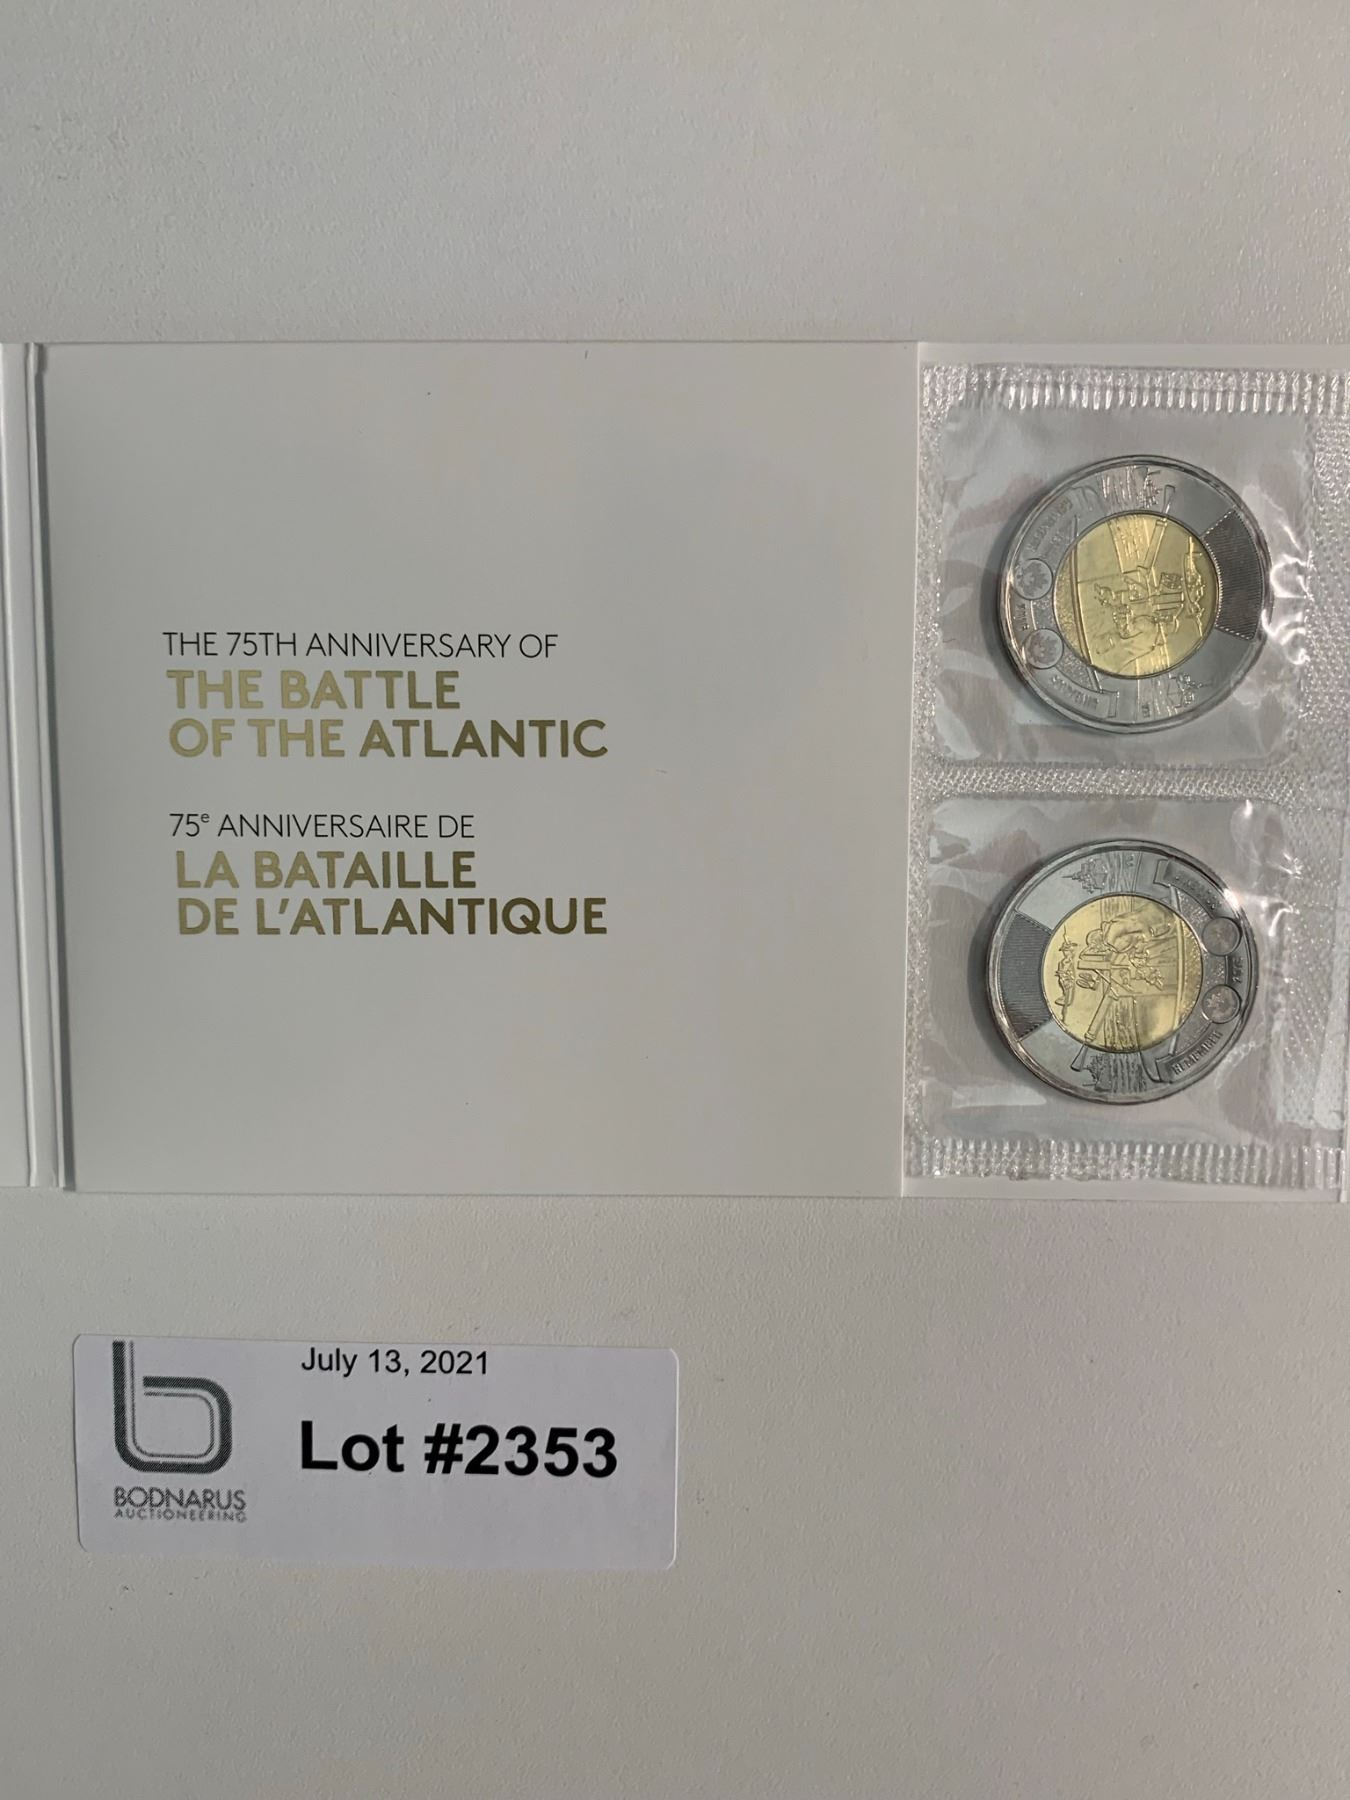 THE 75TH ANNIVERSARY OF
THE BATTLE
OF THE ATLANTIC
75e ANNIVERSAIRE DE
LA BATAILLE
DE L'ATLANTIQUE
REMEMBER
July 13, 2021
Lot #2353
BODNARUS
AUCTIONEERING